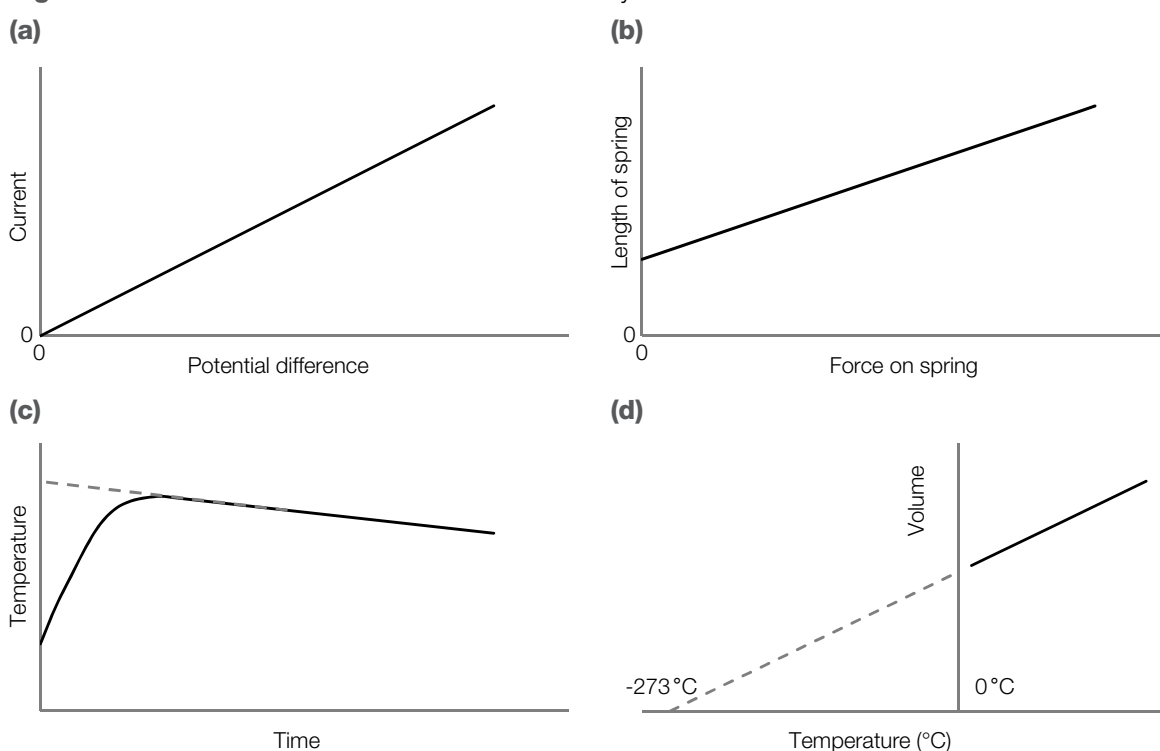 (a)
Current
0
0
Potential difference
(b)
Length of spring
0
0
Force on spring
(c)
Temperature
Time
(d)
Volume
-273°C
0°C
Temperature (°C)